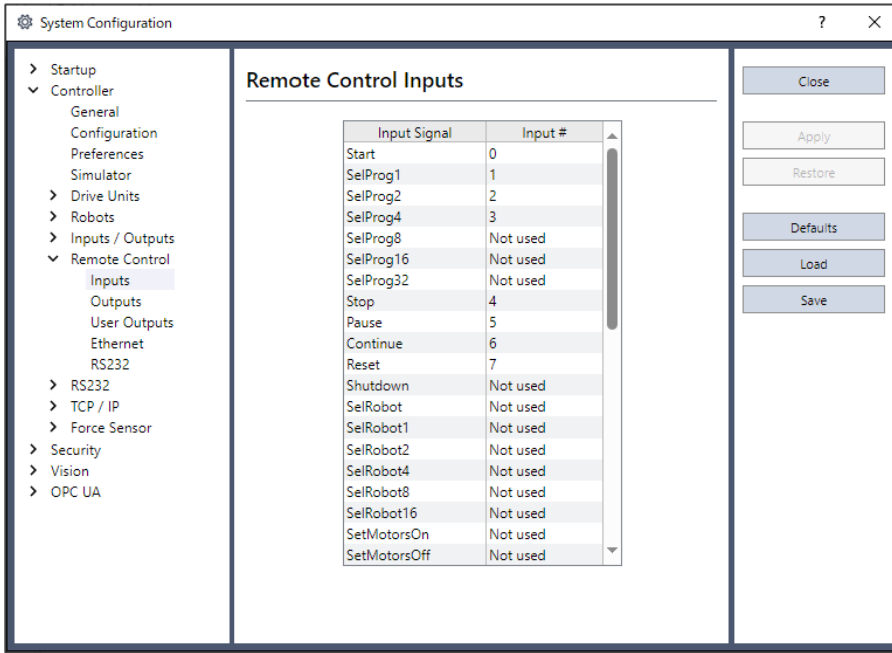 System Configuration
?
Startup
Controller
General
Configuration
Preferences
Simulator
Drive Units
Robots
Inputs / Outputs
Remote Control
Inputs
Outputs
User Outputs
Ethernet
RS232
RS232
TCP / IP
Force Sensor
Security
Vision
OPC UA
Remote Control Inputs
Input Signal Input #
Start 0
SelProg1 1
SelProg2 2
SelProg4 3
SelProg8 Not used
SelProg16 Not used
SelProg32 Not used
Stop 4
Pause 5
Continue 6
Reset 7
Shutdown Not used
SelRobot Not used
SelRobot1 Not used
SelRobot2 Not used
SelRobot4 Not used
SelRobot8 Not used
SelRobot16 Not used
SetMotorsOn Not used
SetMotorsOff Not used
Close
Apply
Restore
Defaults
Load
Save